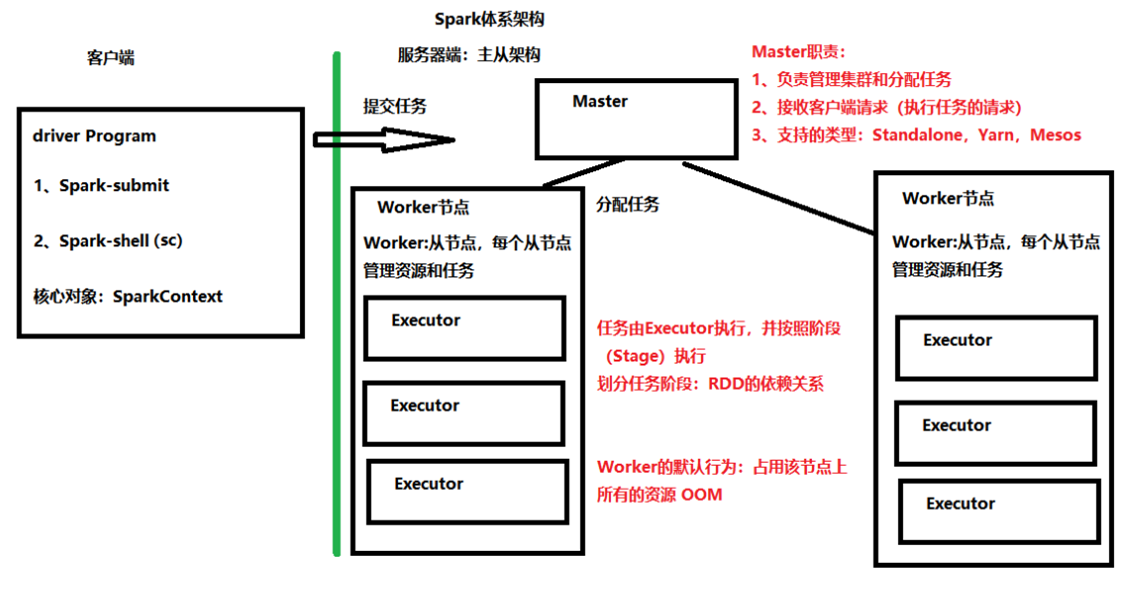 Spark体系架构
客户端
服务器端：主从架构
driver Program
1、Spark-submit
2、Spark-shell (sc)
核心对象：SparkContext
提交任务
Master
Master职责：
1、负责管理集群和分配任务
2、接收客户端请求（执行任务的请求）
3、支持的类型：Standalone，Yarn，Mesos
分配任务
Worker节点
Worker:从节点，每个从节点
管理资源和任务
Executor
Executor
Executor
任务由Executor执行，并按照阶段
（Stage）执行
划分任务阶段：RDD的依赖关系
Worker的默认行为：占用该节点上
所有的资源 OOM
Worker节点
Worker:从节点，每个从节点
管理资源和任务
Executor
Executor
Executor